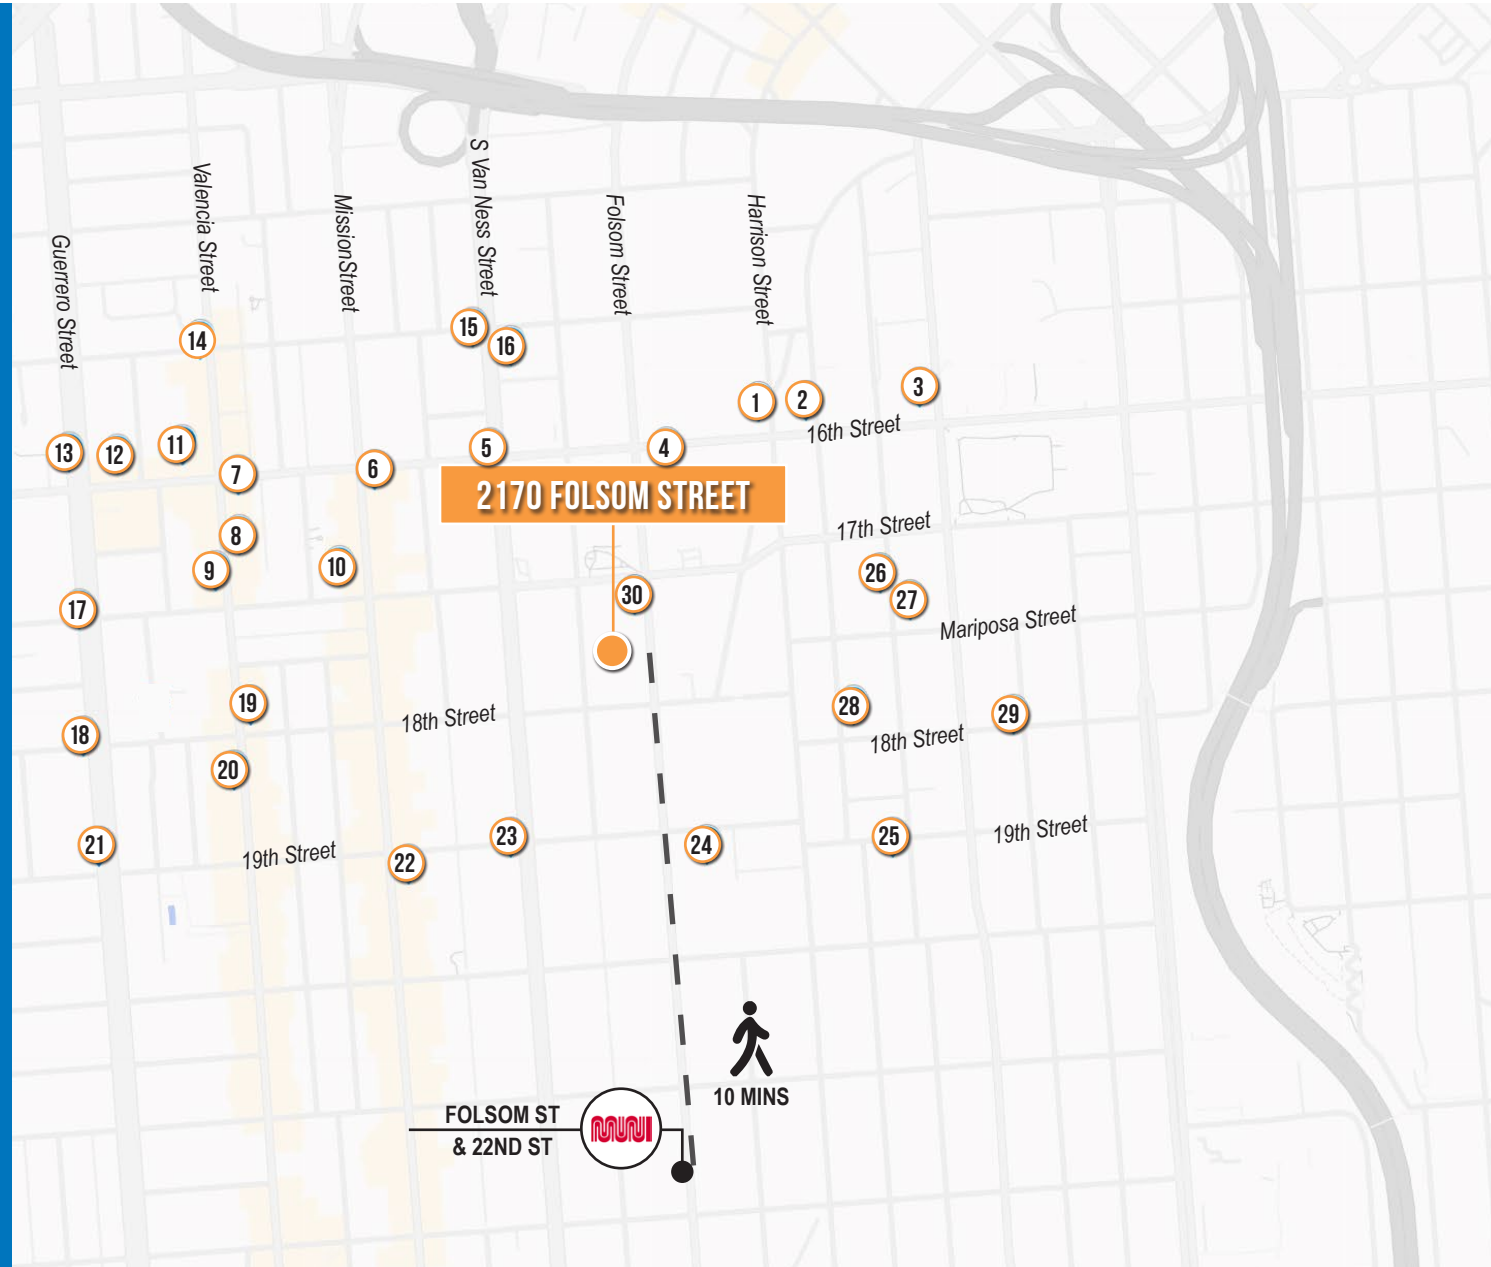 S Van Ness Street
Valencia Street
MissionStreet
Folsom Street
Harrison Street
Guerrero Street
15
14
16
3
2
1
16th Street
11
13
12
5
4
6
7
2170 FOLSOM STREET
17th Street
8
10
9
26
30
27
17
Mariposa Street
19
28
29
18th Street
18
18th Street
20
23
25
19th Street
21
24
19th Street
22
10 MINS
FOLSOM ST
MUNI
& 22ND ST